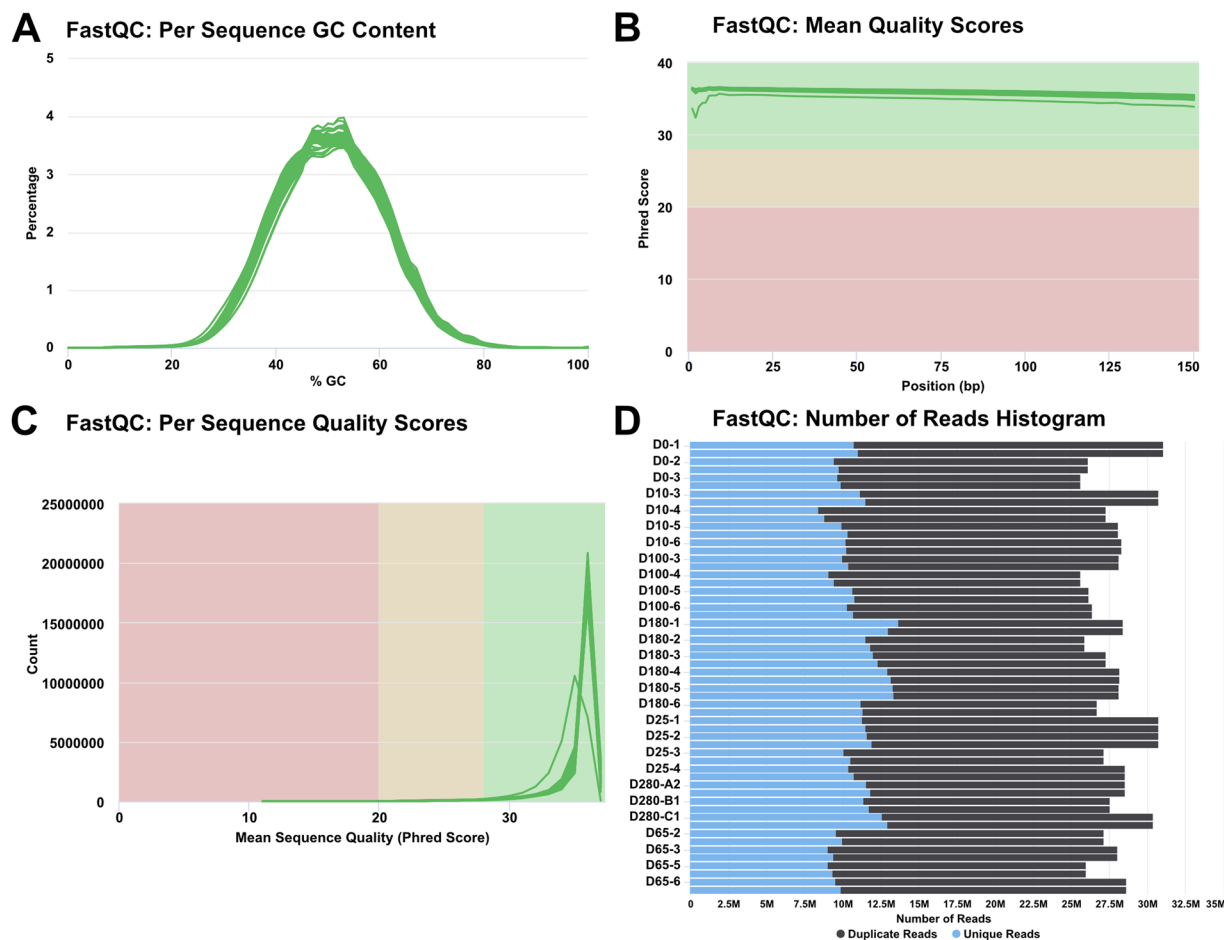 A FastQC: Per Sequence GC Content
5
4
3
2
1
0
Percentage
0 20 40 60 80 100
% GC
B FastQC: Mean Quality Scores
40
30
20
10
0
Phred Score
0 25 50 75 100 125 150
Position (bp)
C FastQC: Per Sequence Quality Scores
25000000
20000000
15000000
10000000
5000000
0
Count
0 10 20 30
Mean Sequence Quality (Phred Score)
D FastQC: Number of Reads Histogram
D0-1
D0-2
D0-3
D10-3
D10-4
D10-5
D10-6
D100-3
D100-4
D100-5
D100-6
D180-1
D180-2
D180-3
D180-4
D180-5
D180-6
D25-1
D25-2
D25-3
D25-4
D280-A2
D280-B1
D280-C1
D65-2
D65-3
D65-5
D65-6
0 2.5M 5M 7.5M 10M 12.5M 15M 17.5M 20M 22.5M 25M 27.5M 30M 32.5M 35M
Number of Reads
Duplicate Reads Unique Reads